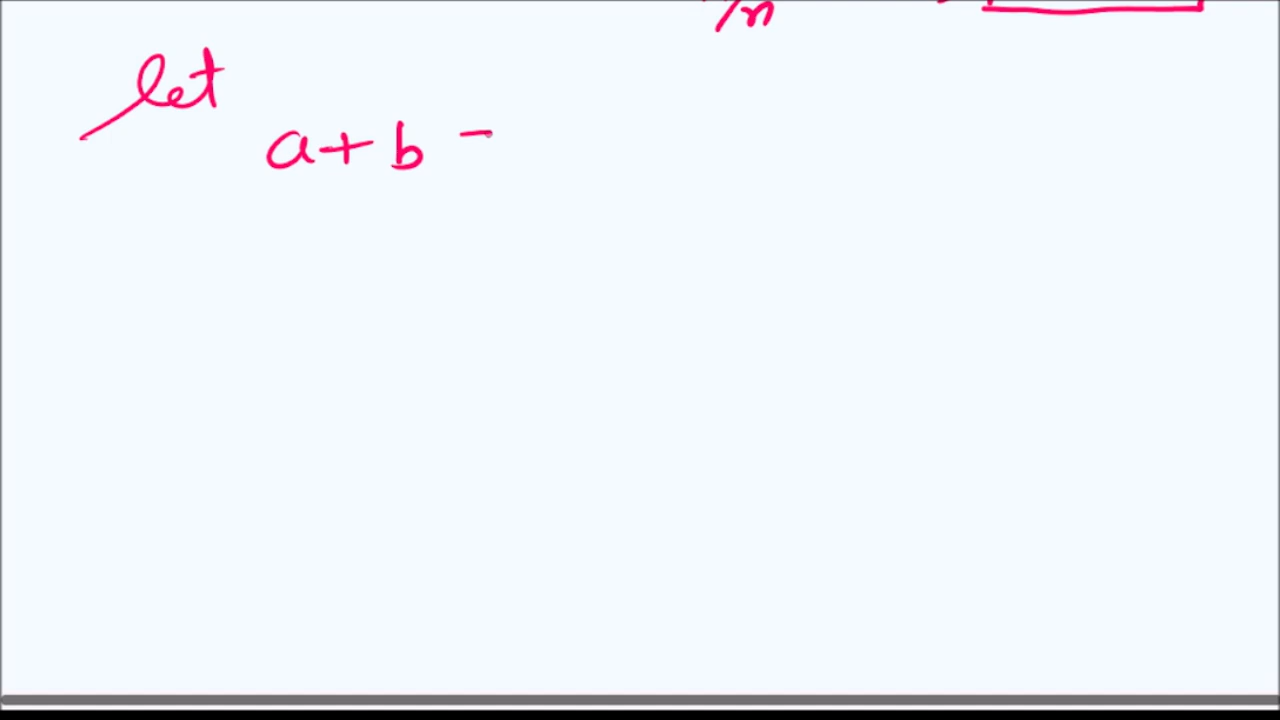 /n
let
a + b -